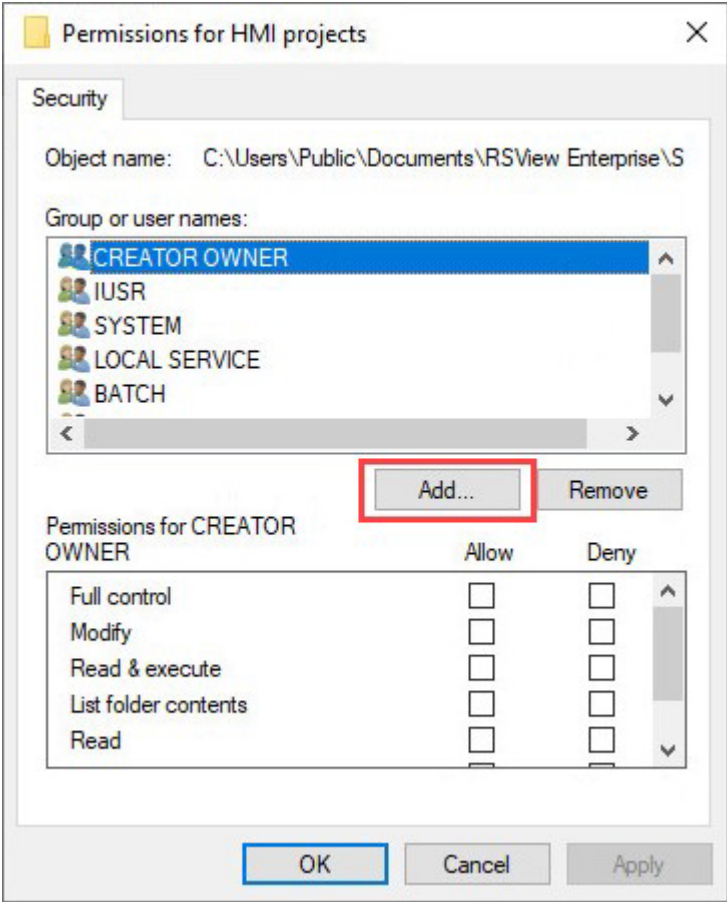 Permissions for HMI projects
Security
Object name: C:\Users\Public\Documents\RSView Enterprise\S
Group or user names:
CREATOR OWNER
IUSR
SYSTEM
LOCAL SERVICE
BATCH
Add... Remove
Permissions for CREATOR
OWNER Allow Deny
Full control
Modify
Read & execute
List folder contents
Read
OK Cancel Apply